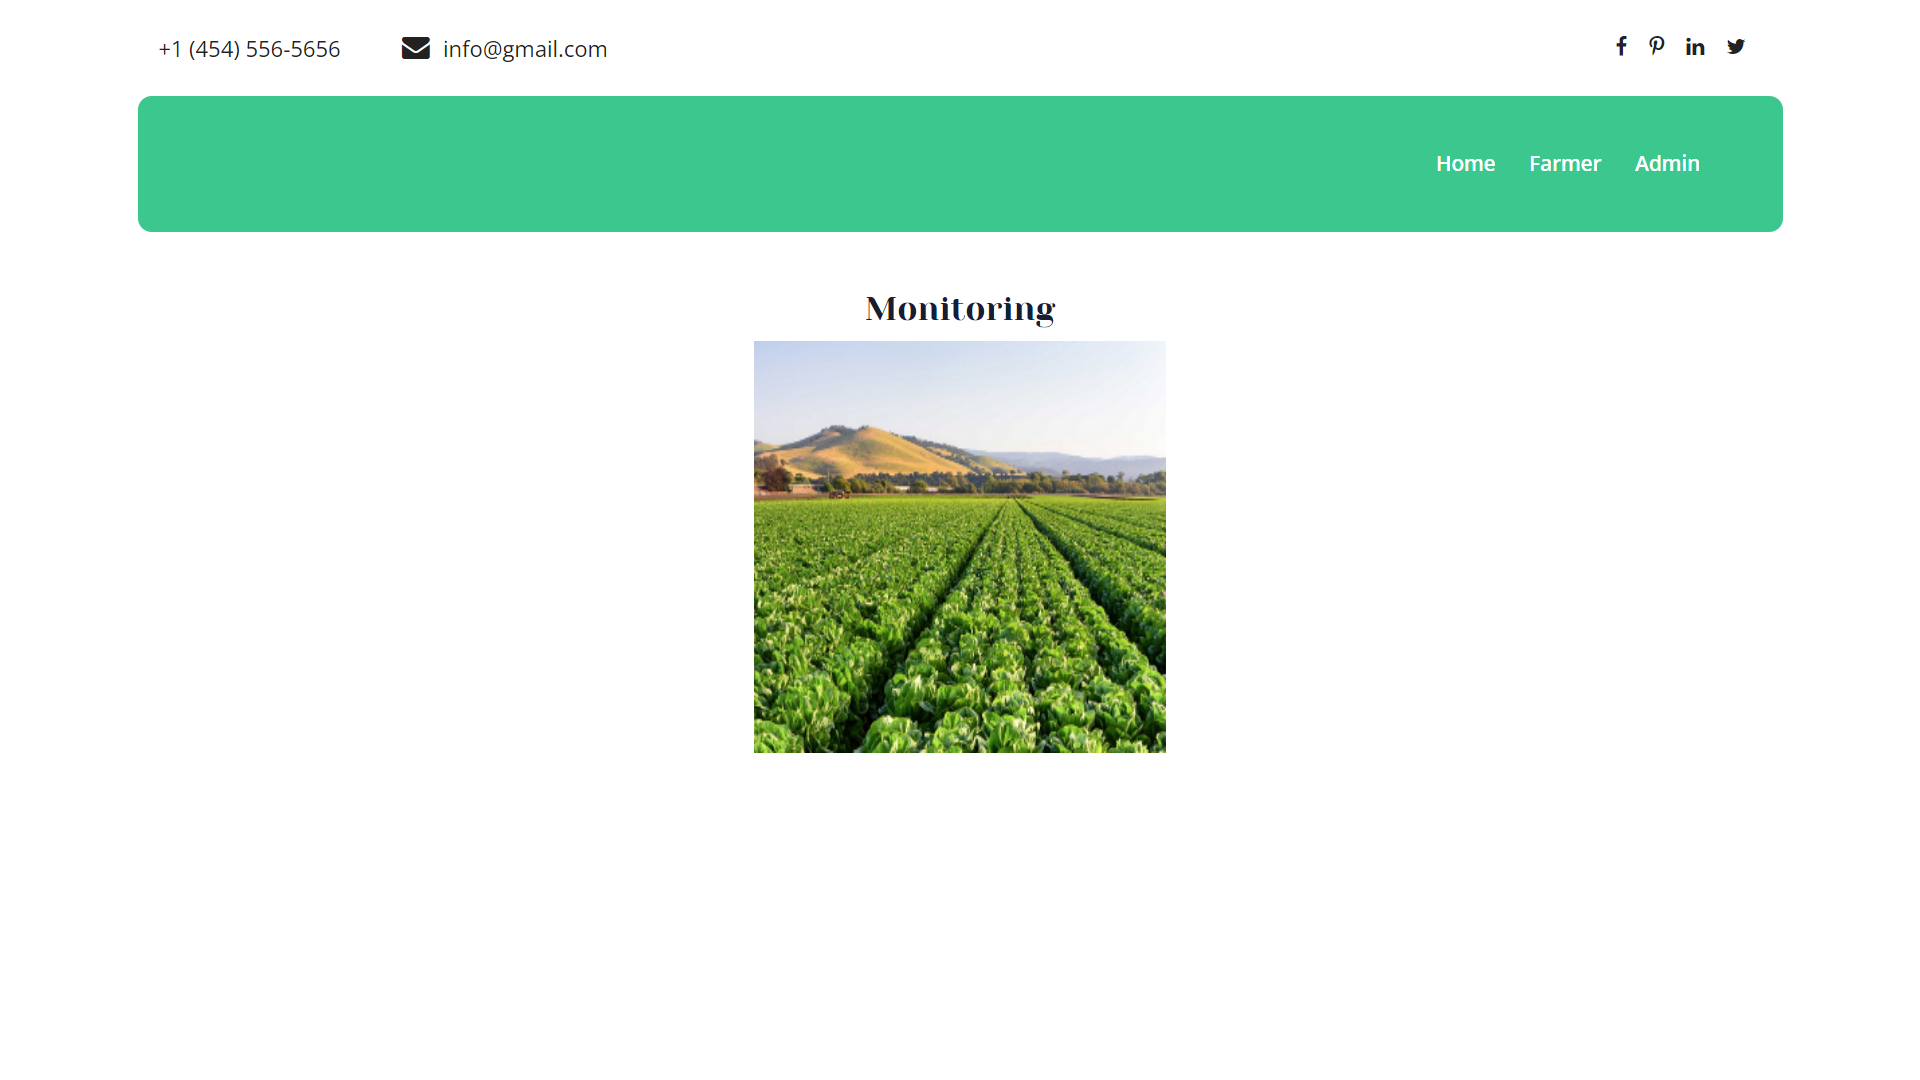 +1 (454) 556-5656
info@gmail.com
Home Farmer Admin
Monitoring